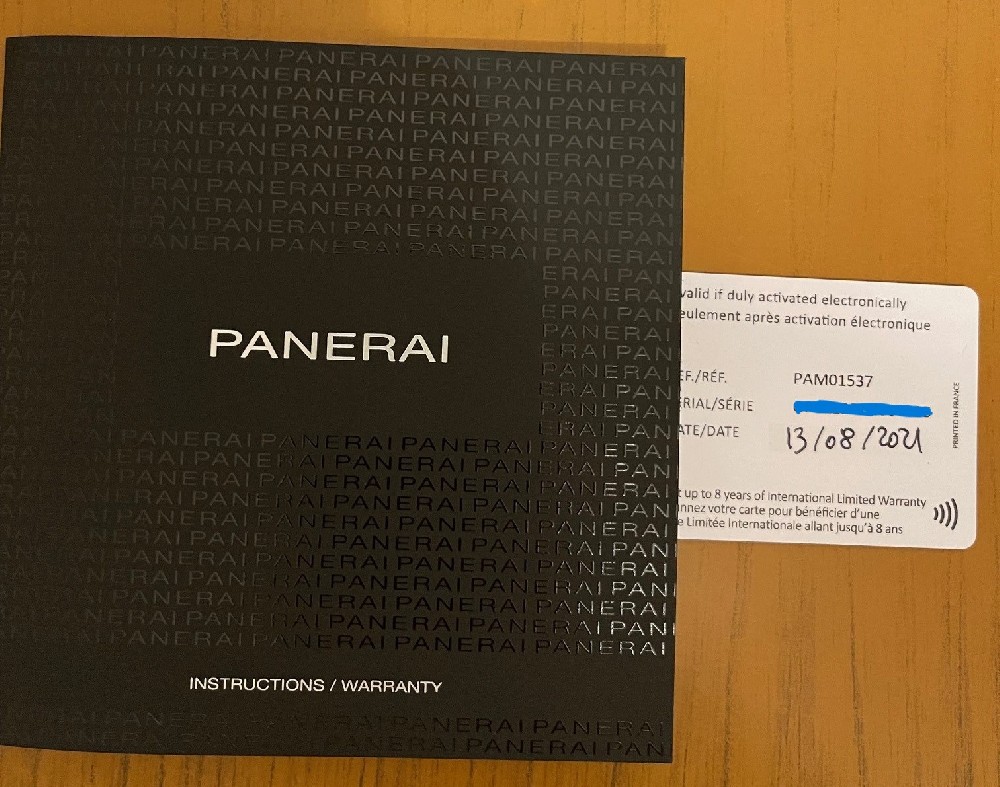 PANERAI
INSTRUCTIONS / WARRANTY
valid if duly activated electronically
eulement après activation électronique
EF./RÉF. PAM01537
RIAL/SÉRIE
ATE/DATE 13/08/2021
PRINTED IN FRANCE
up to 8 years of International Limited Warranty
nnez votre carte pour bénéficier d'une
e Limitée Internationale allant jusqu'à 8 ans